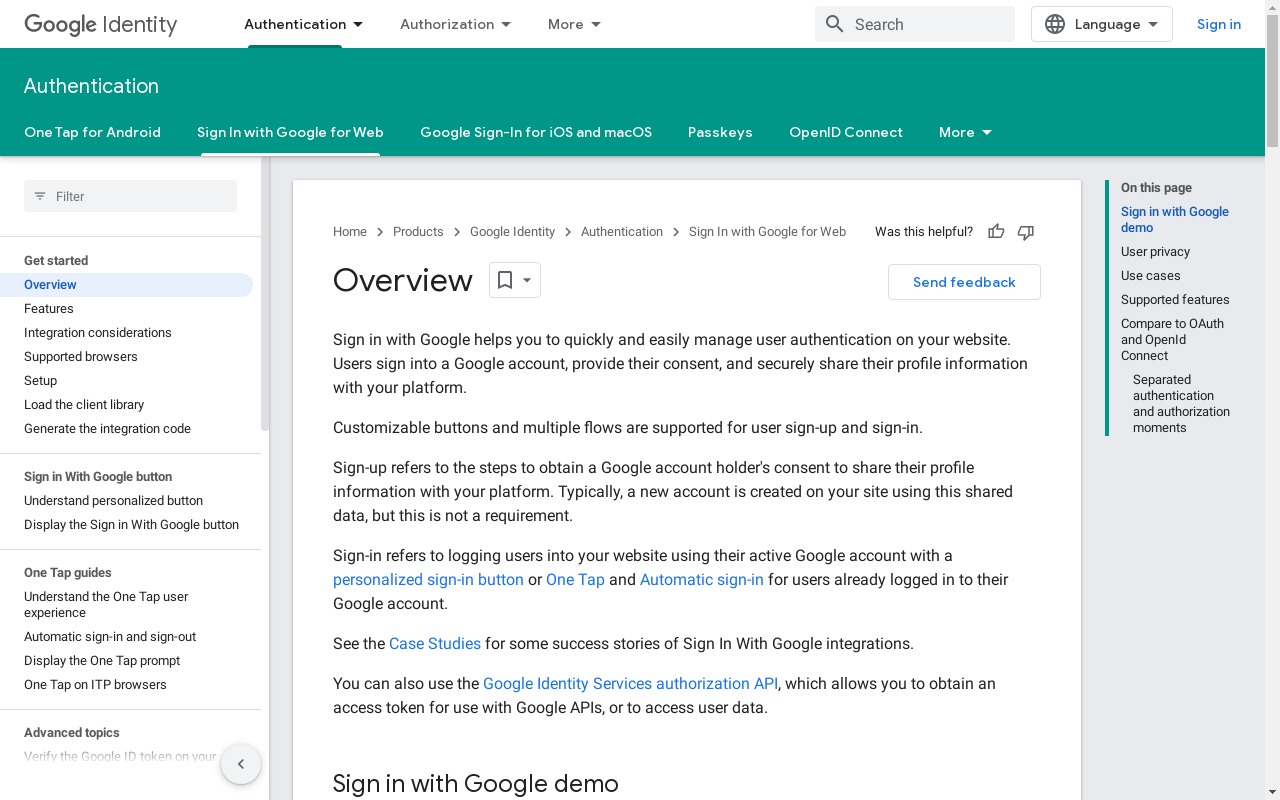 Google Identity
Authentication
Authorization
More
Search
Language
Sign in
Authentication
One Tap for Android
Sign In with Google for Web
Google Sign-In for iOS and macOS
Passkeys
OpenID Connect
More
Filter
Get started
Overview
Features
Integration considerations
Supported browsers
Setup
Load the client library
Generate the integration code
Sign in With Google button
Understand personalized button
Display the Sign in With Google button
One Tap guides
Understand the One Tap user
experience
Automatic sign-in and sign-out
Display the One Tap prompt
One Tap on ITP browsers
Advanced topics
Verify the Google ID token on your
Home
Products
Google Identity
Authentication
Sign In with Google for Web
Was this helpful?
Overview
Send feedback
Sign in with Google helps you to quickly and easily manage user authentication on your website.
Users sign into a Google account, provide their consent, and securely share their profile information
with your platform.
Customizable buttons and multiple flows are supported for user sign-up and sign-in.
Sign-up refers to the steps to obtain a Google account holder's consent to share their profile
information with your platform. Typically, a new account is created on your site using this shared
data, but this is not a requirement.
Sign-in refers to logging users into your website using their active Google account with a
personalized sign-in button or One Tap and Automatic sign-in for users already logged in to their
Google account.
See the Case Studies for some success stories of Sign In With Google integrations.
You can also use the Google Identity Services authorization API, which allows you to obtain an
access token for use with Google APIs, or to access user data.
Sign in with Google demo
On this page
Sign in with Google
demo
User privacy
Use cases
Supported features
Compare to OAuth
and OpenId
Connect
Separated
authentication
and authorization
moments